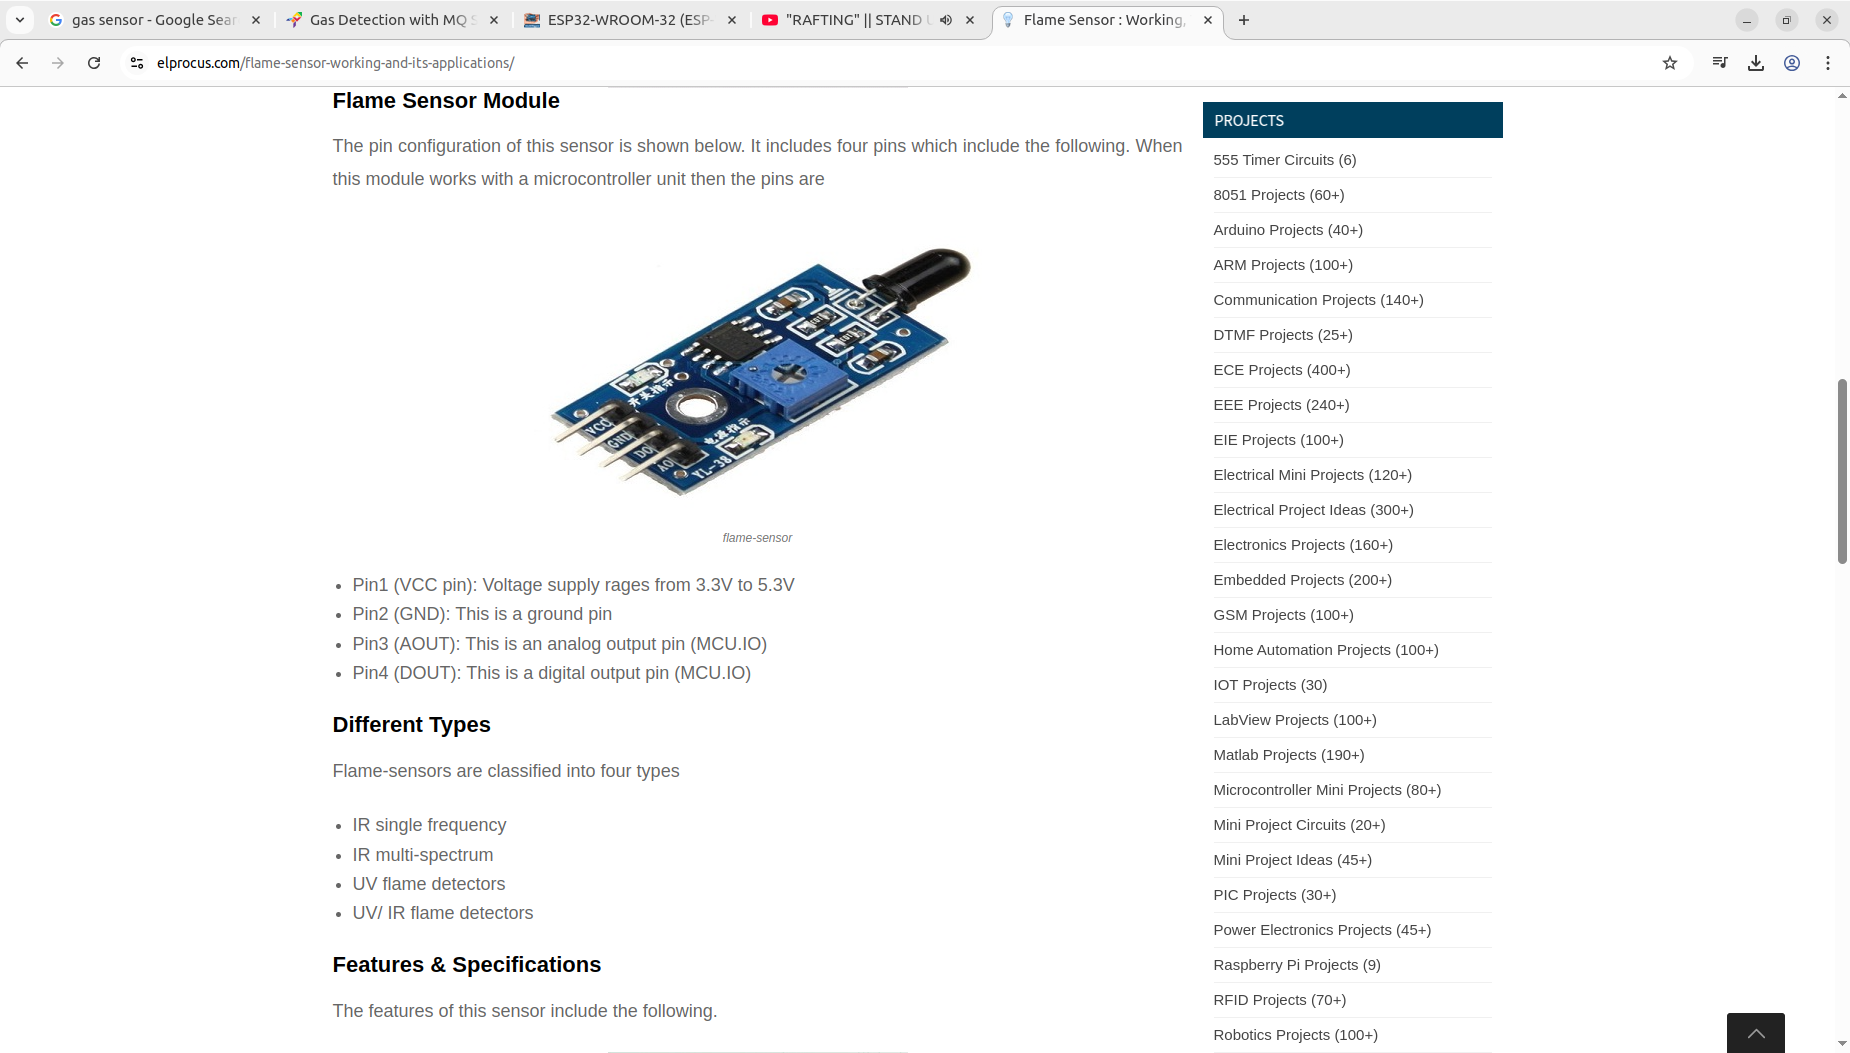 gas sensor - Google Sear
Gas Detection with MQ S
ESP32-WROOM-32 (ESP-
"RAFTING" || STAND U
Flame Sensor : Working,
elprocus.com/flame-sensor-working-and-its-applications/
Flame Sensor Module
The pin configuration of this sensor is shown below. It includes four pins which include the following. When
this module works with a microcontroller unit then the pins are
开关指示
VCC
GND
DO
AO
电源指示
YL-38
flame-sensor
• Pin1 (VCC pin): Voltage supply rages from 3.3V to 5.3V
• Pin2 (GND): This is a ground pin
• Pin3 (AOUT): This is an analog output pin (MCU.IO)
• Pin4 (DOUT): This is a digital output pin (MCU.IO)
Different Types
Flame-sensors are classified into four types
• IR single frequency
• IR multi-spectrum
• UV flame detectors
• UV/ IR flame detectors
Features & Specifications
The features of this sensor include the following.
PROJECTS
555 Timer Circuits (6)
8051 Projects (60+)
Arduino Projects (40+)
ARM Projects (100+)
Communication Projects (140+)
DTMF Projects (25+)
ECE Projects (400+)
EEE Projects (240+)
EIE Projects (100+)
Electrical Mini Projects (120+)
Electrical Project Ideas (300+)
Electronics Projects (160+)
Embedded Projects (200+)
GSM Projects (100+)
Home Automation Projects (100+)
IOT Projects (30)
LabView Projects (100+)
Matlab Projects (190+)
Microcontroller Mini Projects (80+)
Mini Project Circuits (20+)
Mini Project Ideas (45+)
PIC Projects (30+)
Power Electronics Projects (45+)
Raspberry Pi Projects (9)
RFID Projects (70+)
Robotics Projects (100+)